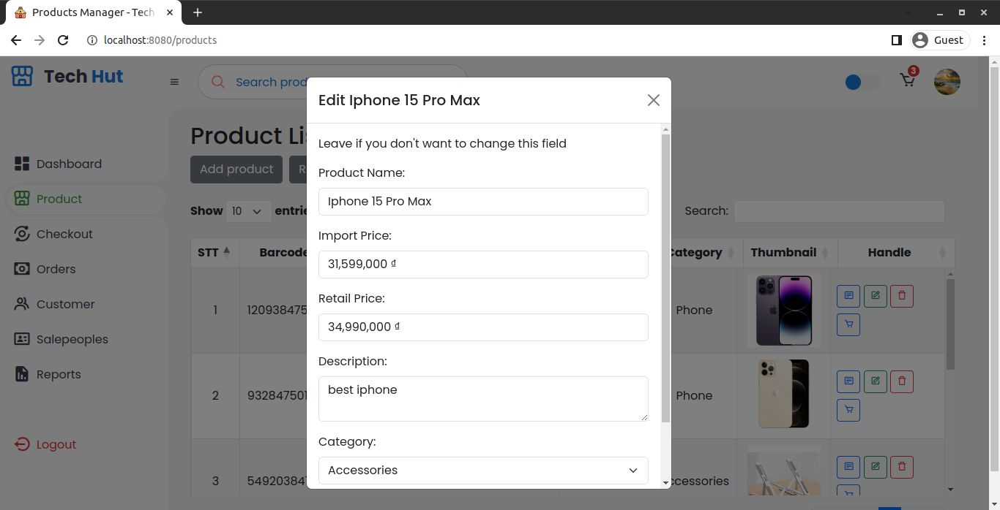 Products Manager - Tech
localhost:8080/products
Guest
Tech Hut
Search prod
3
Dashboard
Product
Checkout
Orders
Customer
Salepeoples
Reports
Logout
Product Li
Add product
Show 10 entrie
Search:
STT Barcode Category Thumbnail Handle
1 120938475 Phone
2 932847501 Phone
3 549203847 ccessories
Edit Iphone 15 Pro Max
Leave if you don't want to change this field
Product Name:
Iphone 15 Pro Max
Import Price:
31,599,000 ₫
Retail Price:
34,990,000 ₫
Description:
best iphone
Category:
Accessories